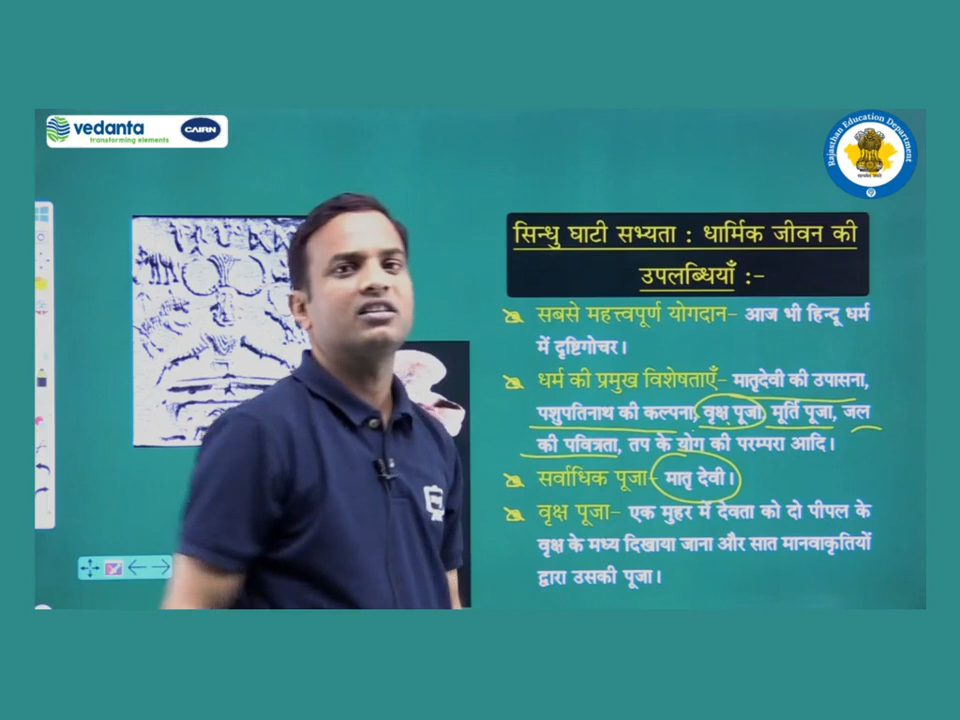 vedanta
transforming elements
CAIRN
Rajasthan Education Department
सिन्धु घाटी सभ्यता : धार्मिक जीवन की
उपलब्धियाँ :-
सबसे महत्त्वपूर्ण योगदान- आज भी हिन्दू धर्म
में दृष्टिगोचर।
धर्म की प्रमुख विशेषताएँ- मातृदेवी की उपासना,
पशुपतिनाथ की कल्पना, वृक्ष पूजा, मूर्ति पूजा, जल
की पवित्रता, तप के योग की परम्परा आदि।
सर्वाधिक पूजा- मातृ देवी।
वृक्ष पूजा- एक मुहर में देवता को दो पीपल के
वृक्ष के मध्य दिखाया जाना और सात मानवाकृतियों
द्वारा उसकी पूजा।